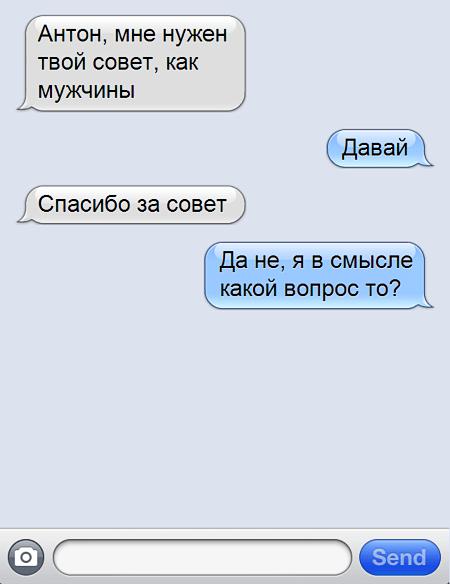 Антон, мне нужен
твой совет, как
мужчины
Давай
Спасибо за совет
Да не, я в смысле
какой вопрос то?
Send